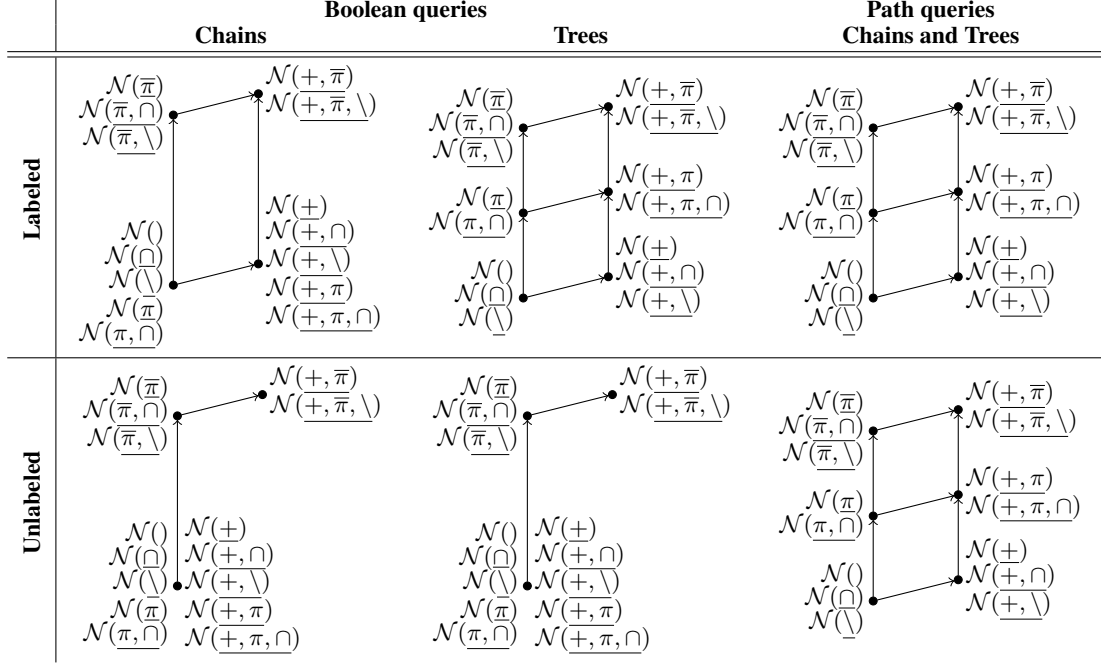 Boolean queries
Path queries
Chains
Trees
Chains and Trees
Labeled
𝒩(π̅)
𝒩(π̅, ∩)
𝒩(π̅, \)
𝒩(+, π̅)
𝒩(+, π̅, \)
𝒩()
𝒩(∩)
𝒩(\)
𝒩(π)
𝒩(π, ∩)
𝒩(+)
𝒩(+, ∩)
𝒩(+, \)
𝒩(+, π)
𝒩(+, π, ∩)
𝒩(π̅)
𝒩(π̅, ∩)
𝒩(π̅, \)
𝒩(+, π̅)
𝒩(+, π̅, \)
𝒩(π)
𝒩(π, ∩)
𝒩(+, π)
𝒩(+, π, ∩)
𝒩()
𝒩(∩)
𝒩(\)
𝒩(+)
𝒩(+, ∩)
𝒩(+, \)
𝒩(π̅)
𝒩(π̅, ∩)
𝒩(π̅, \)
𝒩(+, π̅)
𝒩(+, π̅, \)
𝒩(π)
𝒩(π, ∩)
𝒩(+, π)
𝒩(+, π, ∩)
𝒩()
𝒩(∩)
𝒩(\)
𝒩(+)
𝒩(+, ∩)
𝒩(+, \)
Unlabeled
𝒩(π̅)
𝒩(π̅, ∩)
𝒩(π̅, \)
𝒩(+, π̅)
𝒩(+, π̅, \)
𝒩()
𝒩(∩)
𝒩(\)
𝒩(π)
𝒩(π, ∩)
𝒩(+)
𝒩(+, ∩)
𝒩(+, \)
𝒩(+, π)
𝒩(+, π, ∩)
𝒩(π̅)
𝒩(π̅, ∩)
𝒩(π̅, \)
𝒩(+, π̅)
𝒩(+, π̅, \)
𝒩()
𝒩(∩)
𝒩(\)
𝒩(π)
𝒩(π, ∩)
𝒩(+)
𝒩(+, ∩)
𝒩(+, \)
𝒩(+, π)
𝒩(+, π, ∩)
𝒩(π̅)
𝒩(π̅, ∩)
𝒩(π̅, \)
𝒩(+, π̅)
𝒩(+, π̅, \)
𝒩(π)
𝒩(π, ∩)
𝒩(+, π)
𝒩(+, π, ∩)
𝒩()
𝒩(∩)
𝒩(\)
𝒩(+)
𝒩(+, ∩)
𝒩(+, \)